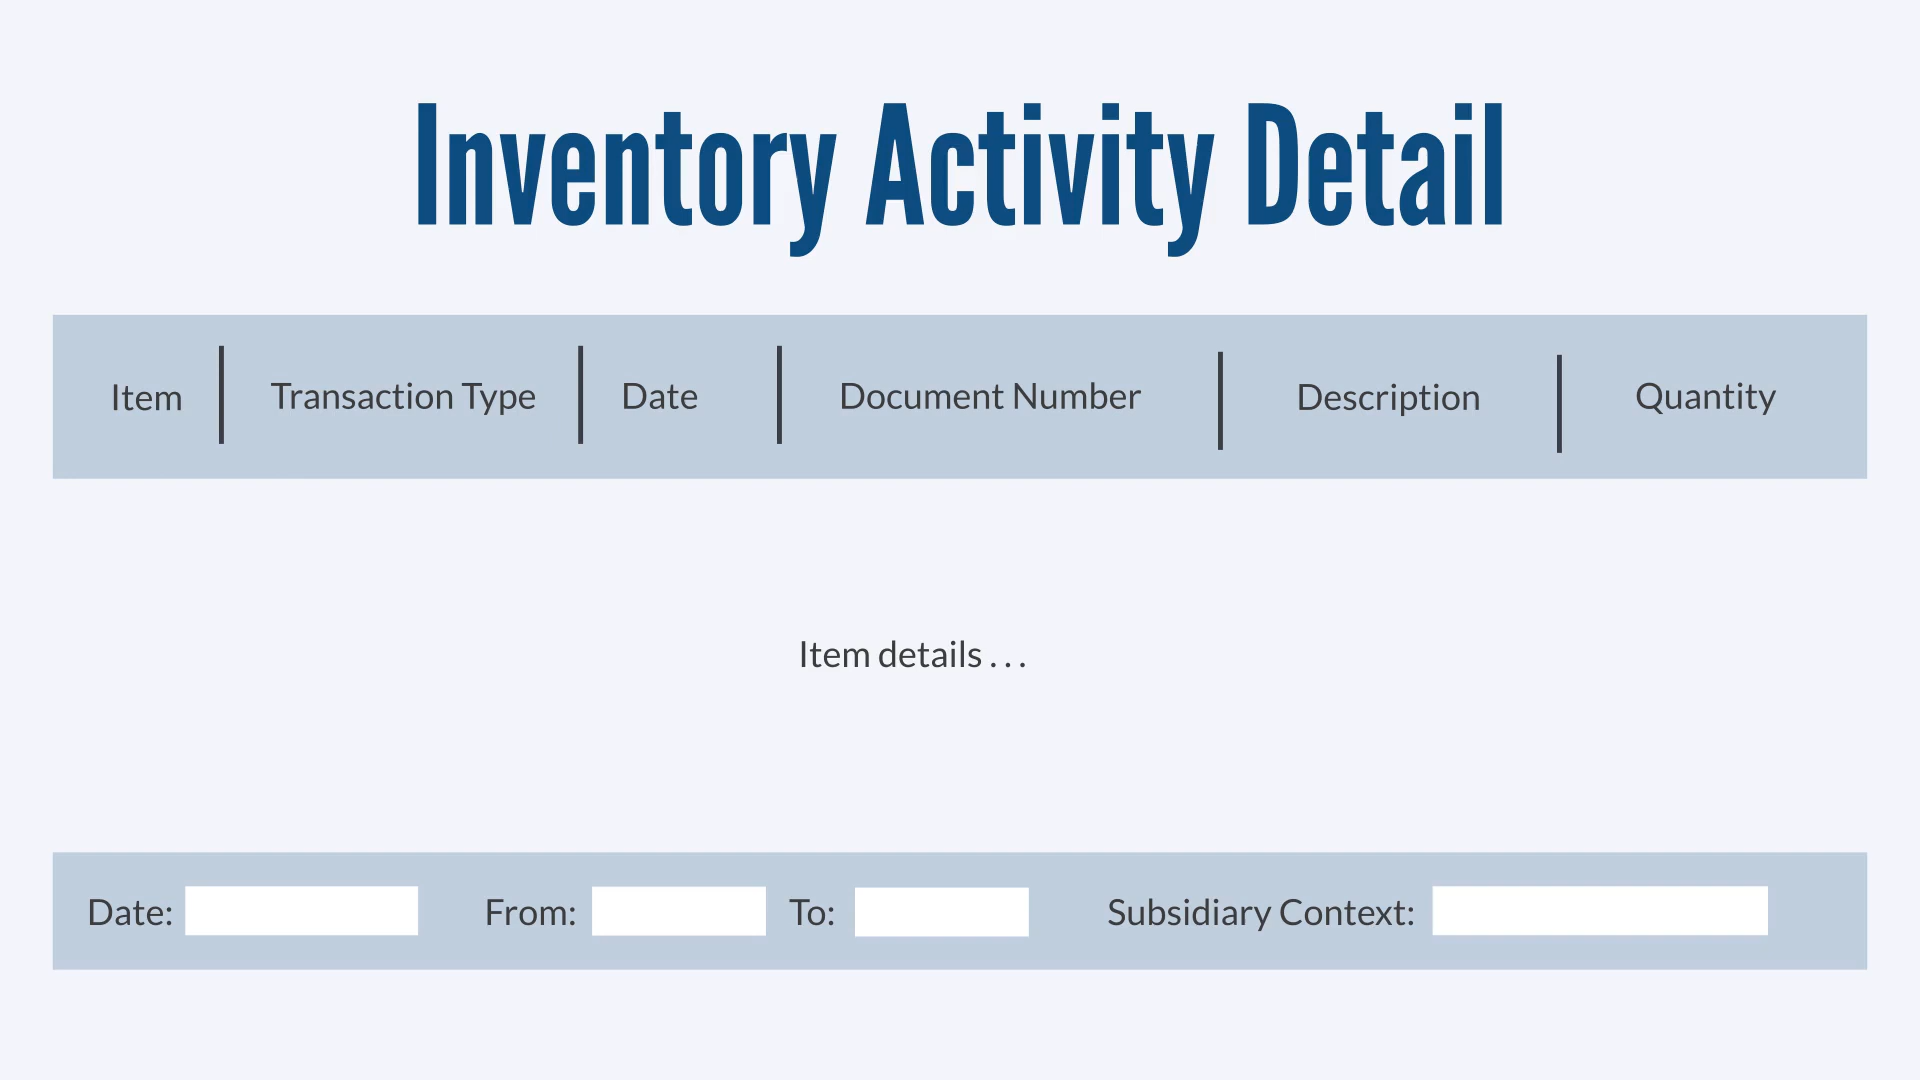 Inventory Activity Detail
Item Transaction Type Date Document Number Description Quantity
Item details . . .
Date: From: To: Subsidiary Context: